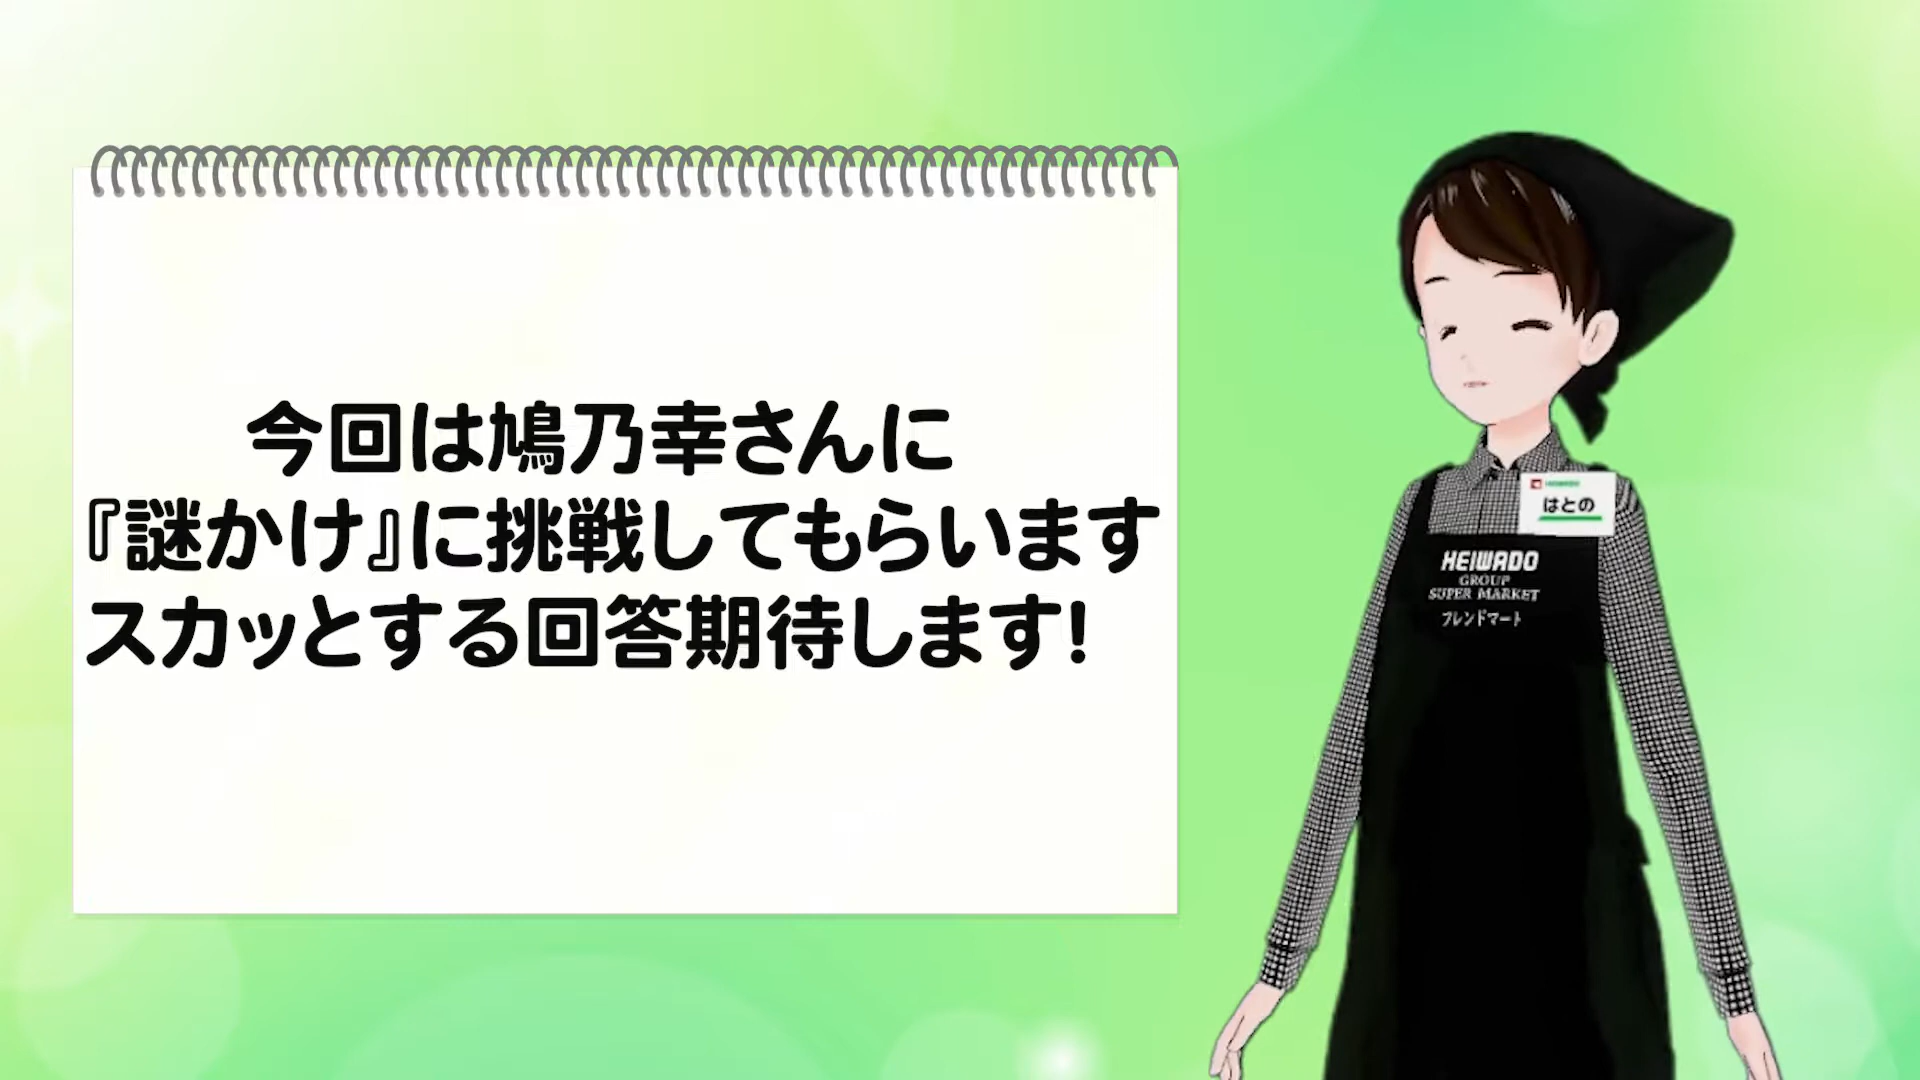 今回は鳩乃幸さんに
『謎かけ』に挑戦してもらいます
スカッとする回答期待します!
HEIWADO
はとの
HEIWADO
GROUP
SUPER MARKET
フレンドマート